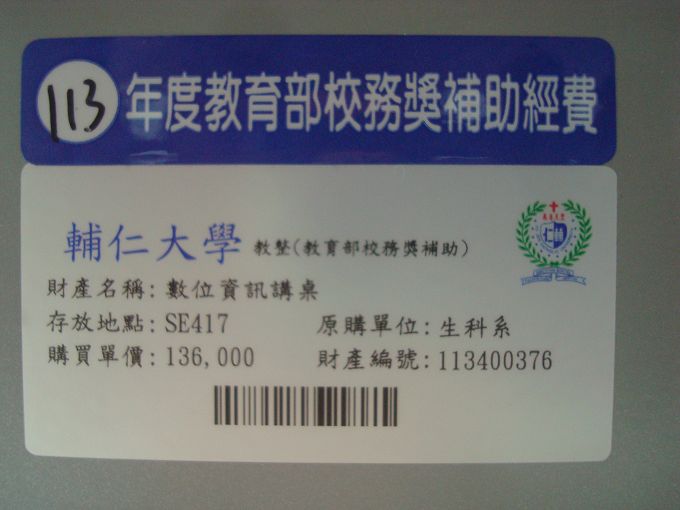 113年度教育部校務獎補助經費
輔仁大學 教整(教育部校務獎補助)
財產名稱: 數位資訊講桌
存放地點: SE417 原購單位: 生科系
購買單價: 136,000 財產編號: 113400376